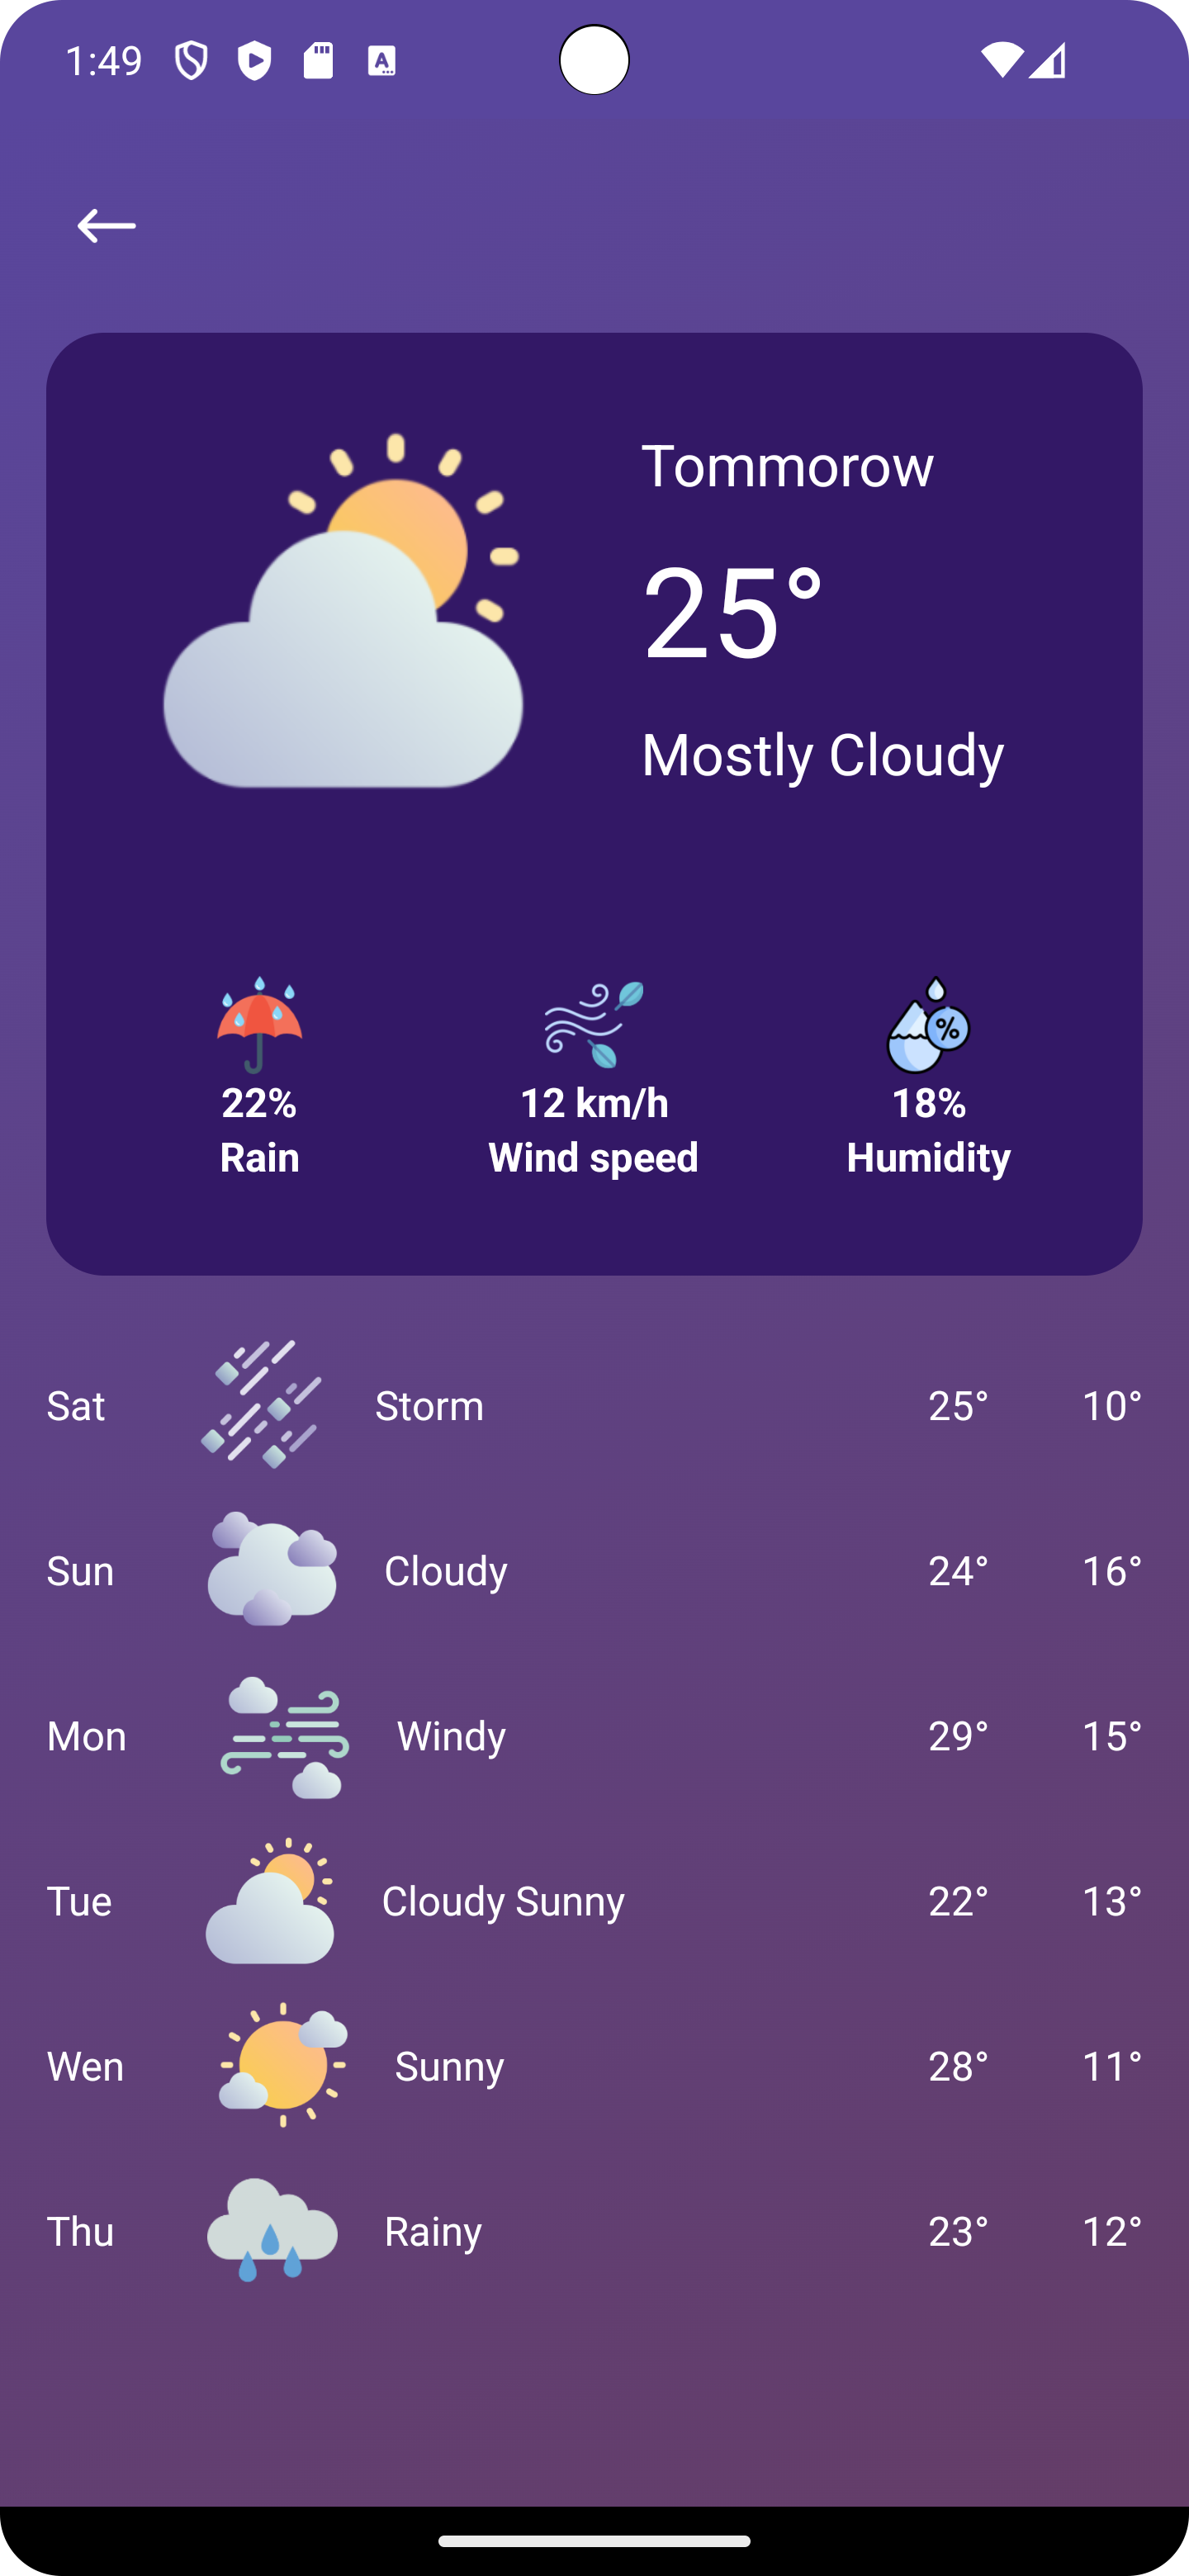 1:49
Tommorow
25°
Mostly Cloudy
22% 12 km/h 18%
Rain Wind speed Humidity
Sat Storm 25° 10°
Sun Cloudy 24° 16°
Mon Windy 29° 15°
Tue Cloudy Sunny 22° 13°
Wen Sunny 28° 11°
Thu Rainy 23° 12°